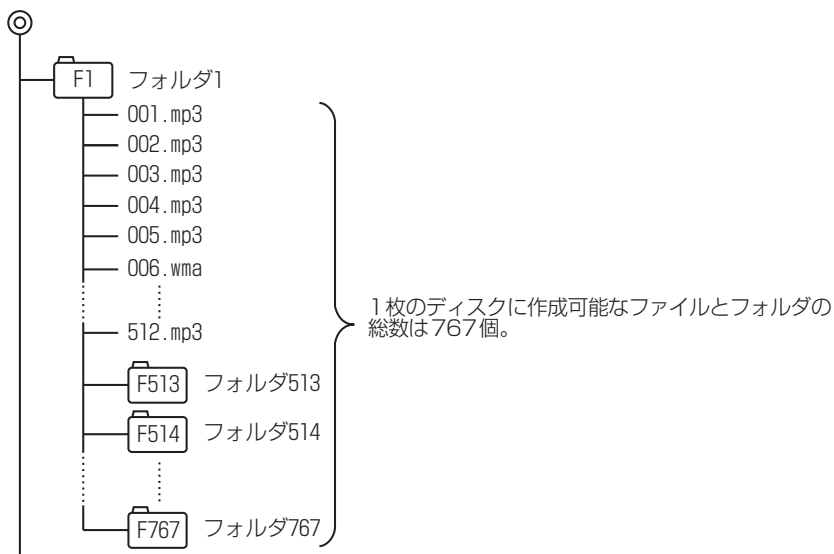 F1 フォルダ1
001.mp3
002.mp3
003.mp3
004.mp3
005.mp3
006.wma
512.mp3
F513 フォルダ513
F514 フォルダ514
F767 フォルダ767
1枚のディスクに作成可能なファイルとフォルダの
総数は767個。